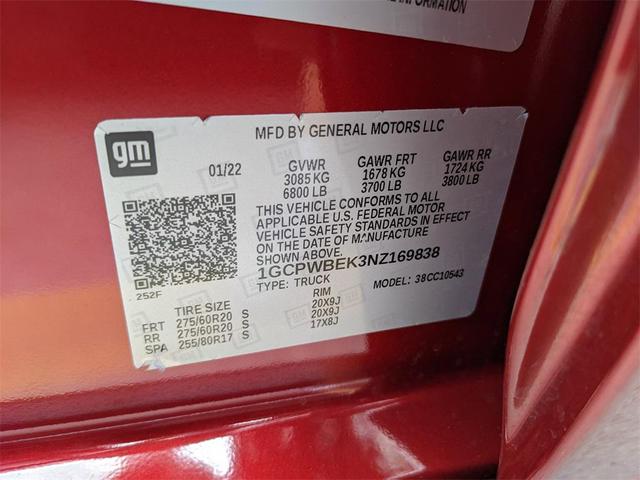 INFORMATION
MFD BY GENERAL MOTORS LLC
gm
01/22 GVWR GAWR FRT GAWR RR
3085 KG 1678 KG 1724 KG
6800 LB 3700 LB 3800 LB
THIS VEHICLE CONFORMS TO ALL
APPLICABLE U.S. FEDERAL MOTOR
VEHICLE SAFETY STANDARDS IN EFFECT
ON THE DATE OF MANUFACTURE
SHOWN ABOVE.
1GCPWBEK3NZ169838
TYPE: TRUCK MODEL: 38CC10543
252F
TIRE SIZE RIM
FRT 275/60R20 S 20X9J
RR 275/60R20 S 20X9J
SPA 255/80R17 S 17X8J